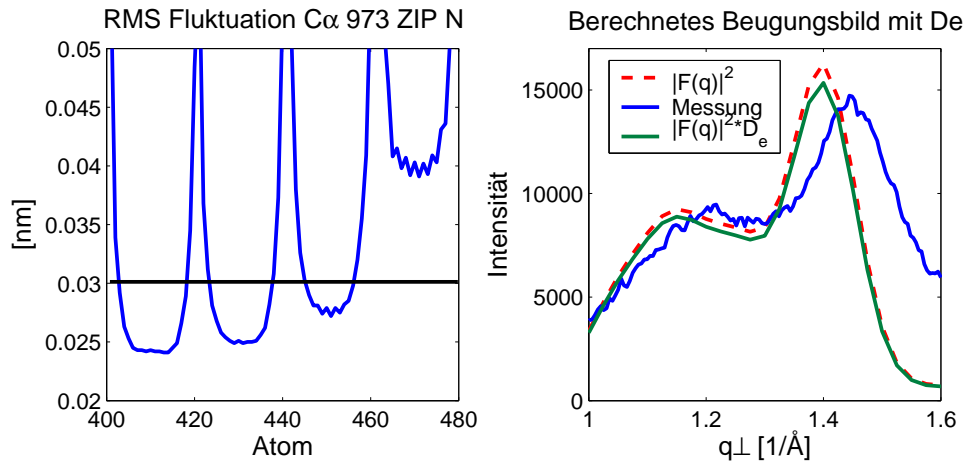 RMS Fluktuation Cα 973 ZIP N
0.05
0.045
0.04
0.035
0.03
0.025
0.02
[nm]
400
420
440
460
480
Atom
Berechnetes Beugungsbild mit De
|F(q)|²
Messung
|F(q)|²*D_e
15000
10000
5000
0
Intensität
1
1.2
1.4
1.6
q⊥ [1/Å]